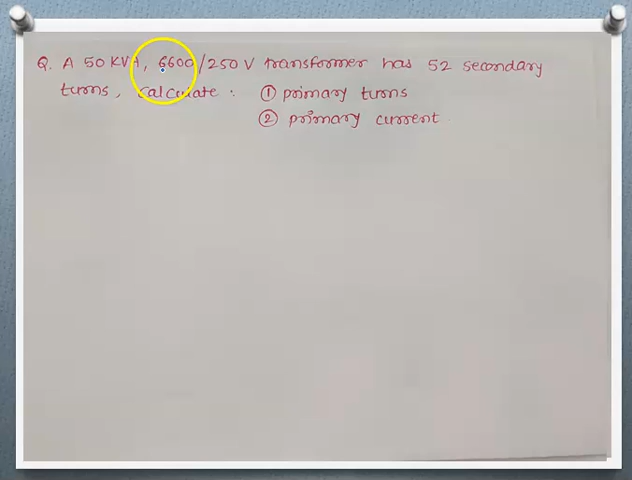 Q. A 50 KVA, 6600/250 V transformer has 52 secondary
turns, calculate : ① primary turns
② primary current.